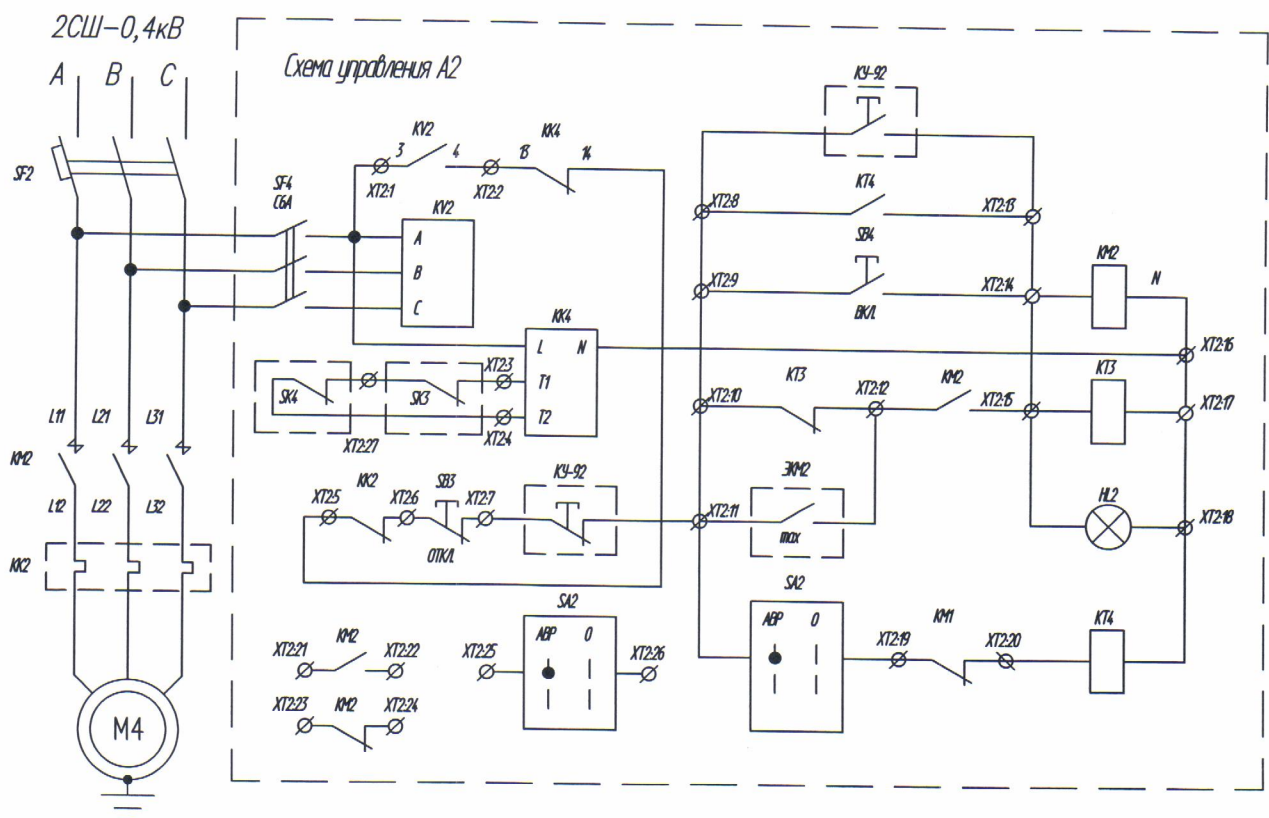 2СШ-0,4кВ
A B C
Схема управления А2
SF2
SF4
C6A
KV2
3 4
XT2:1
XT2:2
KK4
13 14
KV2
A
B
C
KK4
L N
T1
T2
SK4
SK3
XT2:3
XT2:4
XT2:27
L11 L21 L31
KM2
L12 L22 L32
KK2
M4
XT2:5
KK2
XT2:6
SB3
ОТКЛ.
XT2:7
КУ-92
КУ-92
XT2:8
KT4
XT2:13
XT2:9
SB4
ВКЛ.
XT2:14
KM2
N
XT2:16
XT2:10
KT3
XT2:12
KM2
XT2:15
KT3
XT2:17
XT2:11
ЭКМ2
max
HL2
XT2:18
SA2
АВР 0
XT2:19
KM1
XT2:20
KT4
XT2:21
KM2
XT2:22
XT2:23
KM2
XT2:24
XT2:25
SA2
АВР 0
XT2:26